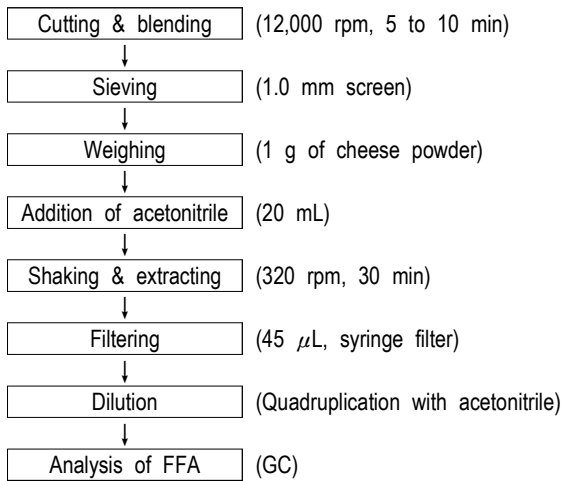 Cutting & blending (12,000 rpm, 5 to 10 min)
Sieving (1.0 mm screen)
Weighing (1 g of cheese powder)
Addition of acetonitrile (20 mL)
Shaking & extracting (320 rpm, 30 min)
Filtering (45 μL, syringe filter)
Dilution (Quadruplication with acetonitrile)
Analysis of FFA (GC)